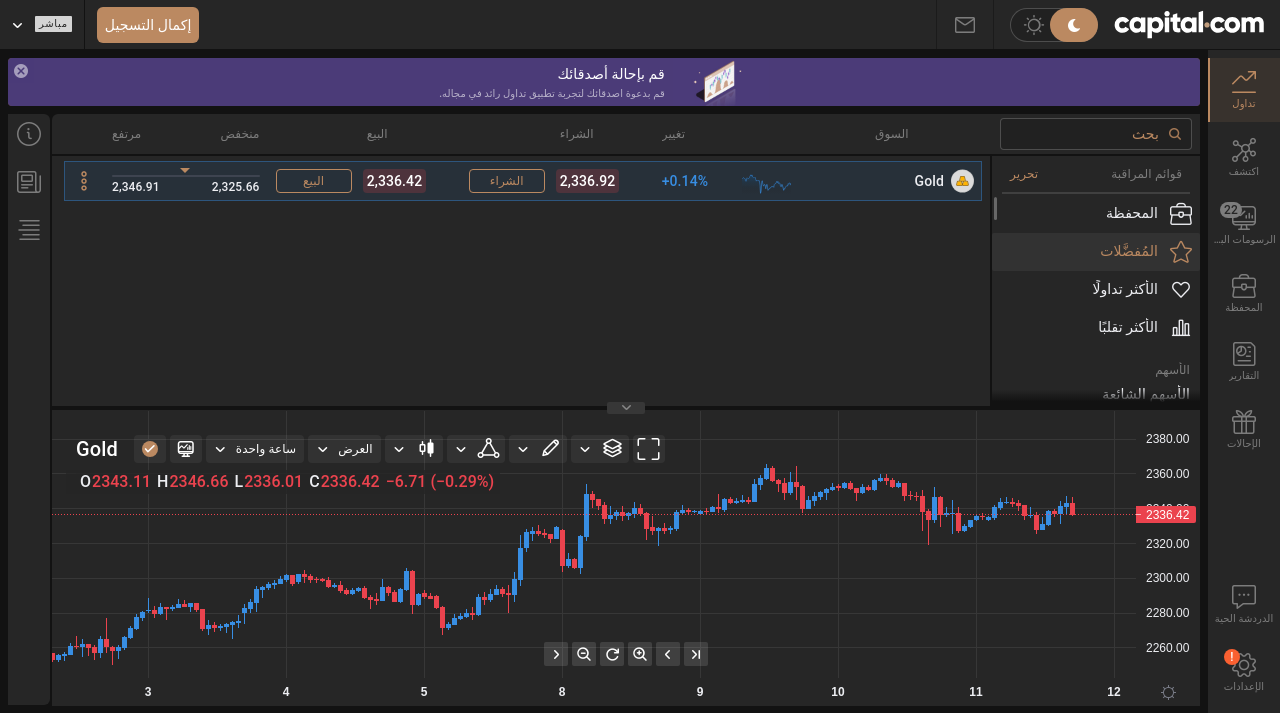 capital.com
إكمال التسجيل
مباشر
قم بإحالة أصدقائك
قم بدعوة اصدقائك لتجربة تطبيق تداول رائد في مجاله.
تداول
اكتشف
22
الرسومات البـ...
المحفظة
التقارير
الإحالات
الدردشة الحية
!
الإعدادات
بحث
السوق
تغيير
الشراء
البيع
منخفض
مرتفع
قوائم المراقبة
تحرير
المحفظة
المُفضَّلات
الأكثر تداولًا
الأكثر تقلبًا
الأسهم
الأسهم الشائعة
Gold
+0.14%
2,336.92
الشراء
2,336.42
البيع
2,325.66
2,346.91
Gold
ساعة واحدة
العرض
O2343.11 H2346.66 L2336.01 C2336.42 −6.71 (−0.29%)
2380.00
2360.00
2336.42
2320.00
2300.00
2280.00
2260.00
3 4 5 8 9 10 11 12